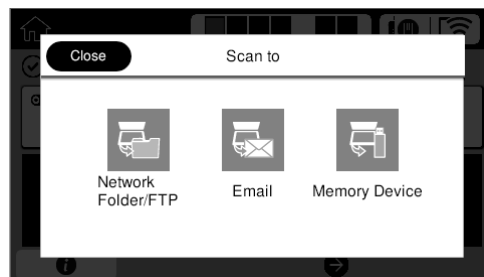 Close
Scan to
Network
Folder/FTP
Email
Memory Device